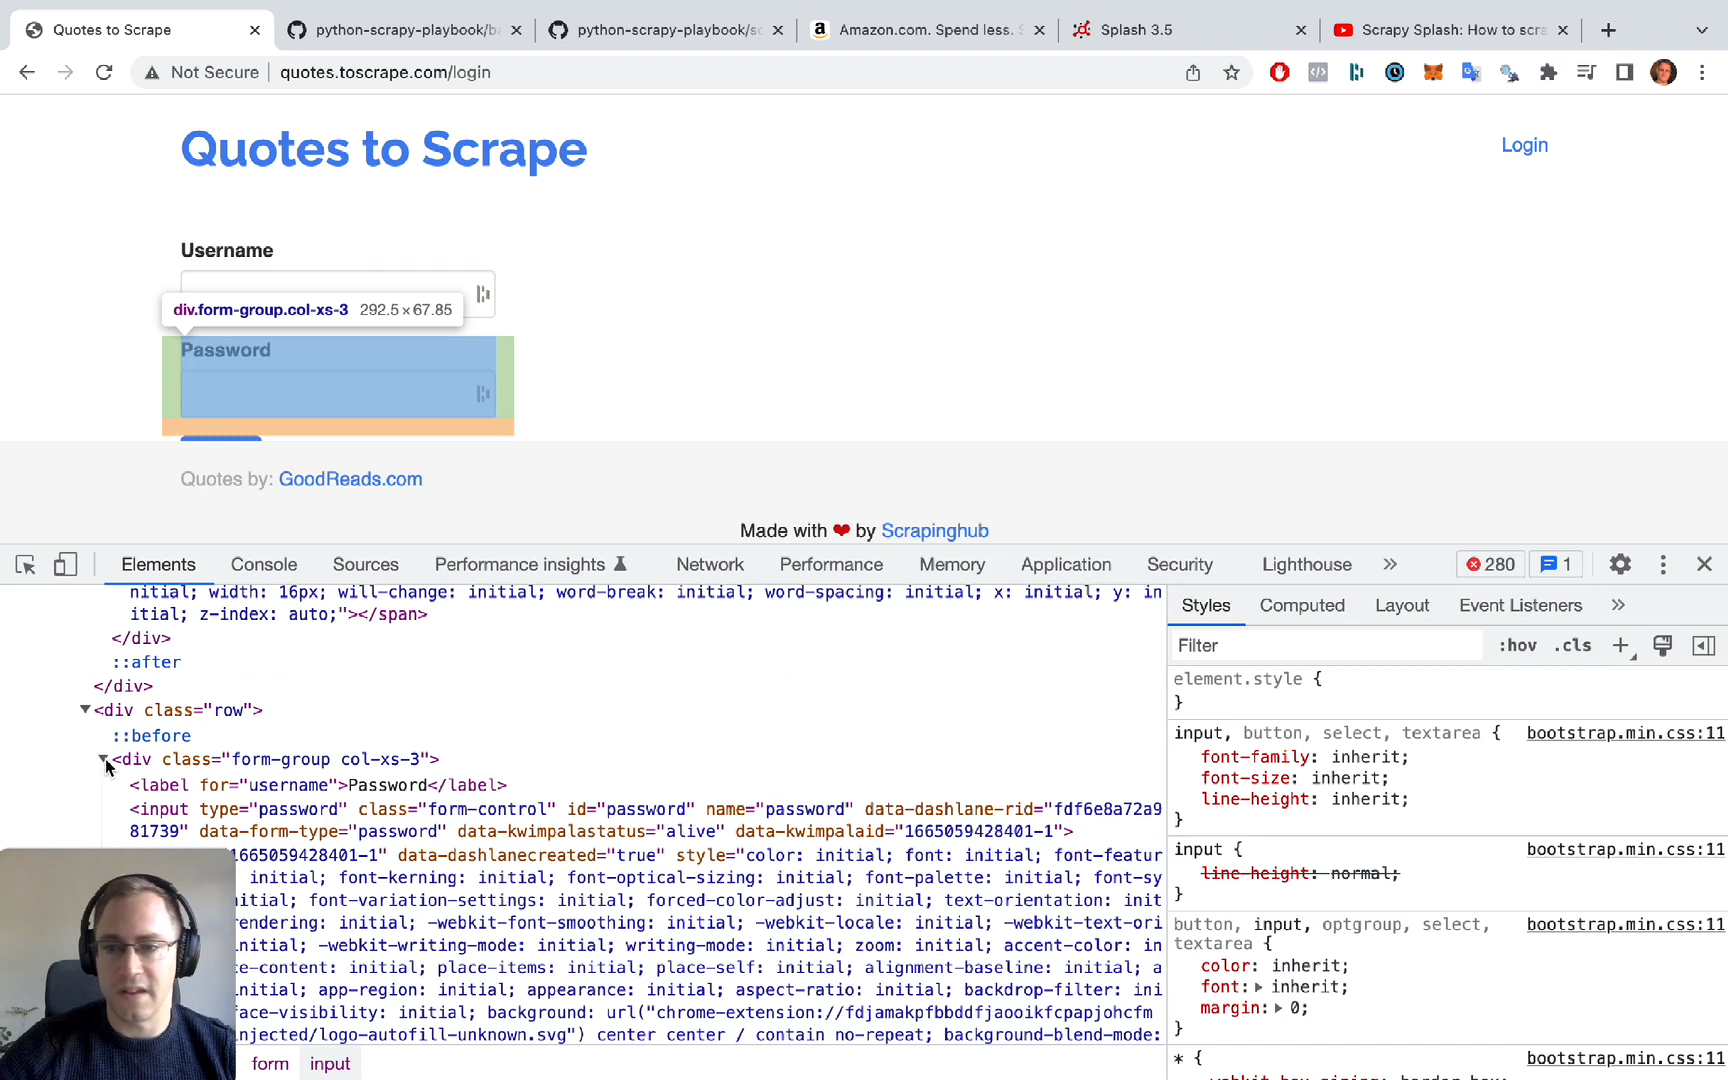 Quotes to Scrape
python-scrapy-playbook/ba
python-scrapy-playbook/sc
Amazon.com. Spend less. S
Splash 3.5
Scrapy Splash: How to scra
Not Secure
quotes.toscrape.com/login
Quotes to Scrape
Login
Username
div.form-group.col-xs-3 292.5×67.85
Password
Quotes by: GoodReads.com
Made with ❤ by Scrapinghub
Elements Console Sources Performance insights Network Performance Memory Application Security Lighthouse » 280 1
nitial; width: 16px; will-change: initial; word-break: initial; word-spacing: initial; x: initial; y: in
itial; z-index: auto;"></span>
</div>
::after
</div>
<div class="row">
::before
<div class="form-group col-xs-3">
<label for="username">Password</label>
<input type="password" class="form-control" id="password" name="password" data-dashlane-rid="fdf6e8a72a9
81739" data-form-type="password" data-kwimpalastatus="alive" data-kwimpalaid="1665059428401-1">
1665059428401-1" data-dashlanecreated="true" style="color: initial; font: initial; font-featur
initial; font-kerning: initial; font-optical-sizing: initial; font-palette: initial; font-sy
nitial; font-variation-settings: initial; forced-color-adjust: initial; text-orientation: init
rendering: initial; -webkit-font-smoothing: initial; -webkit-locale: initial; -webkit-text-ori
initial; -webkit-writing-mode: initial; writing-mode: initial; zoom: initial; accent-color: in
ce-content: initial; place-items: initial; place-self: initial; alignment-baseline: initial; a
initial; app-region: initial; appearance: initial; aspect-ratio: initial; backdrop-filter: ini
face-visibility: initial; background: url("chrome-extension://fdjamakpfbbddfjaooikfcpapjohcfm
njected/logo-autofill-unknown.svg") center center / contain no-repeat; background-blend-mode:
form input
Styles Computed Layout Event Listeners »
Filter :hov .cls +
element.style {
}
input, button, select, textarea { bootstrap.min.css:11
font-family: inherit;
font-size: inherit;
line-height: inherit;
}
input { bootstrap.min.css:11
line-height: normal;
}
button, input, optgroup, select, bootstrap.min.css:11
textarea {
color: inherit;
font: inherit;
margin: 0;
}
* { bootstrap.min.css:11